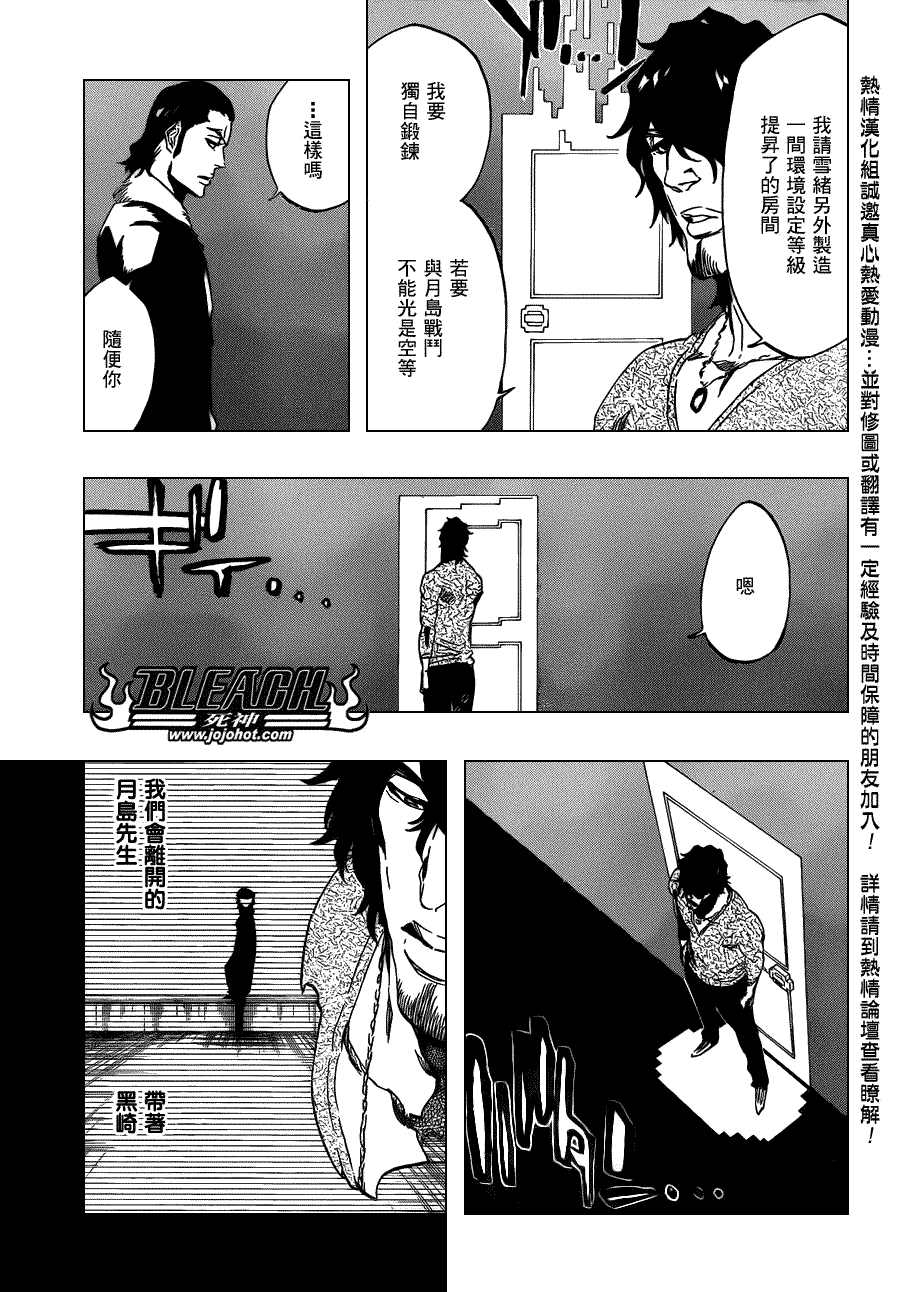 我請雪緒另外製造
一間環境設定等級
提昇了的房間
我要
獨自鍛鍊
若要
與月島戰鬥
不能光是空等
…這樣嗎
隨便你
嗯
BLEACH
死神
www.jojohot.com
我們會離開的
月島先生
帶著
黑崎
熱情漢化組誠邀真心熱愛動漫…並對修圖或翻譯有一定經驗及時間保障的朋友加入! 詳情請到熱情論壇查看瞭解!